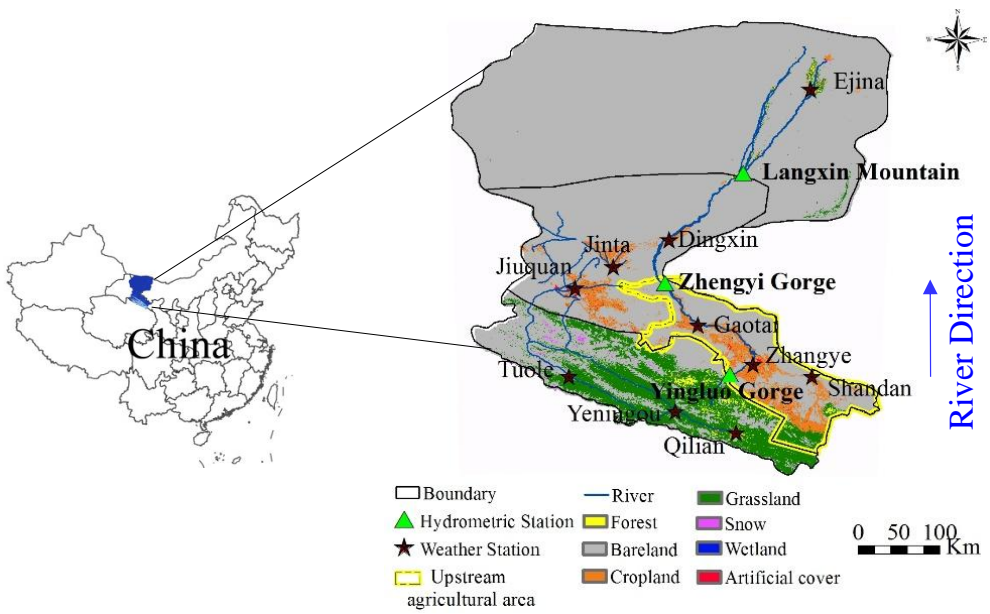 N
W
E
S
Ejina
Langxin Mountain
Dingxin
Jinta
Jiuquan
Zhengyi Gorge
Gaotai
Zhangye
Shandan
Tuole
Yingluo Gorge
Yeniugou
Qilian
China
River Direction
Boundary
River
Grassland
Hydrometric Station
Forest
Snow
Weather Station
Bareland
Wetland
Upstream
agricultural area
Cropland
Artificial cover
0 50 100
Km